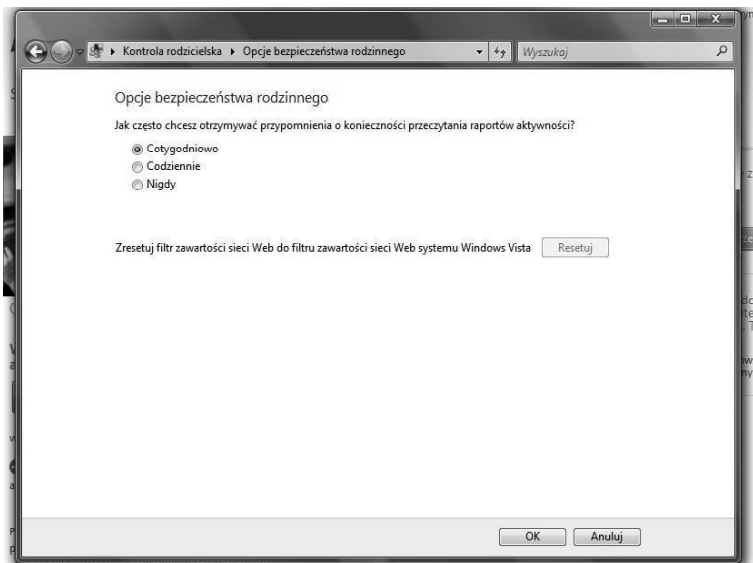 Kontrola rodzicielska ▸ Opcje bezpieczeństwa rodzinnego
Wyszukaj
Opcje bezpieczeństwa rodzinnego
Jak często chcesz otrzymywać przypomnienia o konieczności przeczytania raportów aktywności?
Cotygodniowo
Codziennie
Nigdy
Zresetuj filtr zawartości sieci Web do filtru zawartości sieci Web systemu Windows Vista
Resetuj
OK
Anuluj